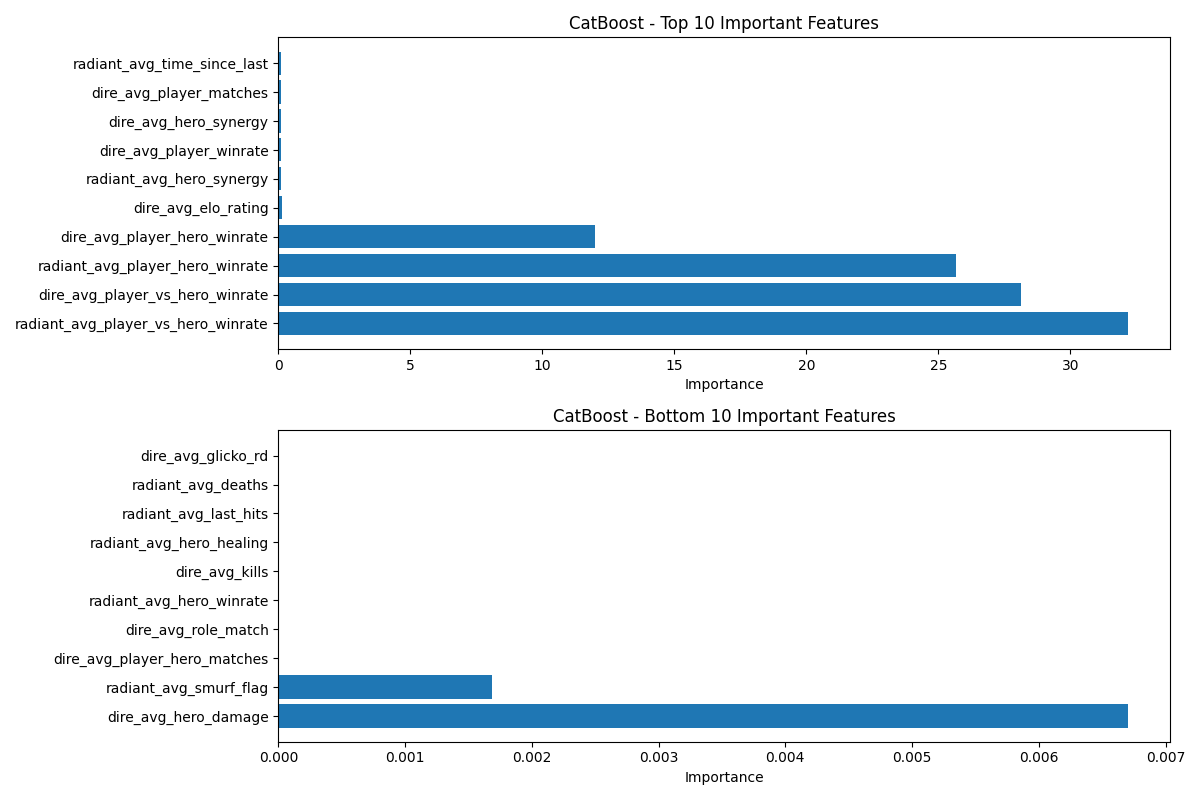 CatBoost - Top 10 Important Features
radiant_avg_time_since_last
dire_avg_player_matches
dire_avg_hero_synergy
dire_avg_player_winrate
radiant_avg_hero_synergy
dire_avg_elo_rating
dire_avg_player_hero_winrate
radiant_avg_player_hero_winrate
dire_avg_player_vs_hero_winrate
radiant_avg_player_vs_hero_winrate
0 5 10 15 20 25 30
Importance
CatBoost - Bottom 10 Important Features
dire_avg_glicko_rd
radiant_avg_deaths
radiant_avg_last_hits
radiant_avg_hero_healing
dire_avg_kills
radiant_avg_hero_winrate
dire_avg_role_match
dire_avg_player_hero_matches
radiant_avg_smurf_flag
dire_avg_hero_damage
0.000 0.001 0.002 0.003 0.004 0.005 0.006 0.007
Importance